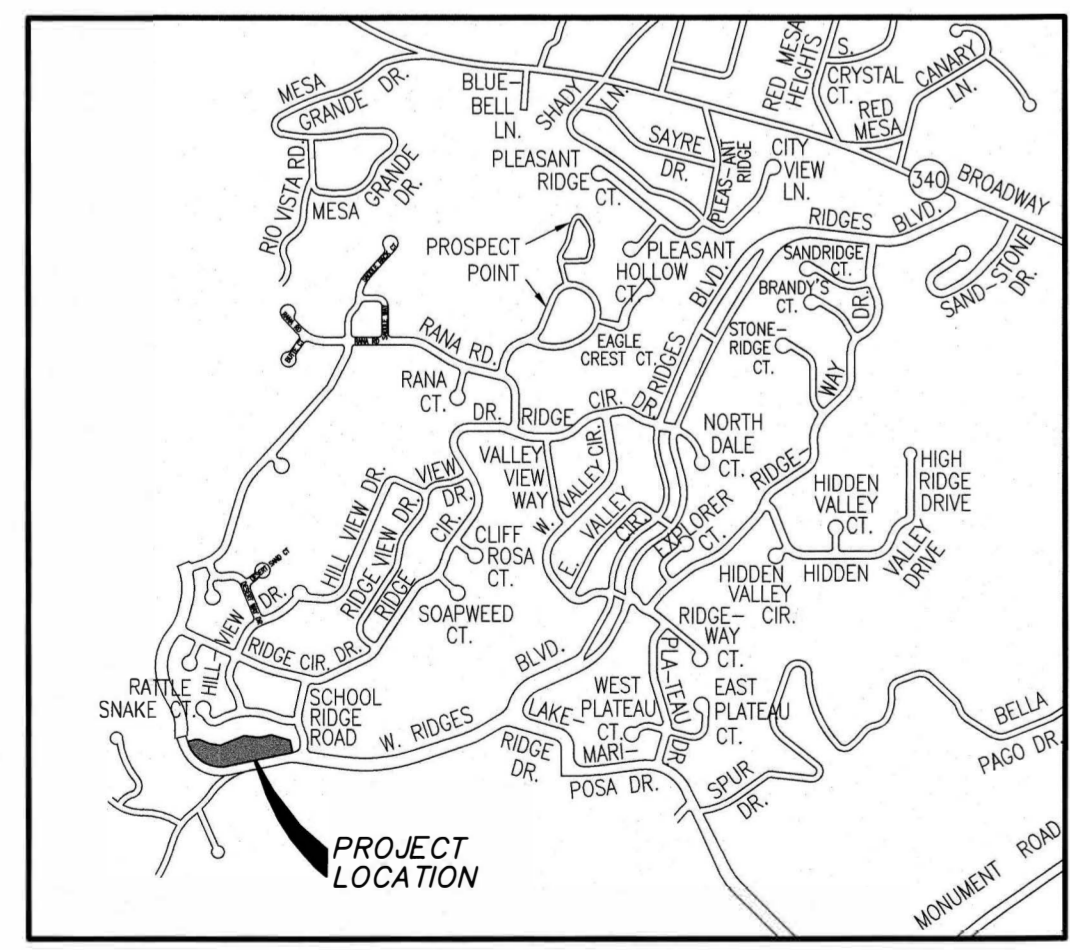 MESA
GRANDE DR.
RIO VISTA RD.
MESA
GRANDE
DR.
BLUE-
BELL
LN.
SHADY
LN.
SAYRE
DR.
PLEAS-ANT
RIDGE
PLEASANT
RIDGE
CT.
CITY
VIEW
LN.
RED MESA
HEIGHTS
S.
CRYSTAL
CT.
RED
MESA
CANARY
LN.
340
BROADWAY
SAND-STONE
DR.
RIDGES BLVD.
SANDRIDGE
CT.
BRANDY'S
CT.
DR.
STONE-
RIDGE
CT.
WAY
RIDGE-
PROSPECT
POINT
PLEASANT
HOLLOW
CT.
EAGLE
CREST CT.
RIDGES
BLVD.
RANA RD.
RANA RD
RANA
CT.
DR. RIDGE CIR. DR.
NORTH
DALE
CT.
VALLEY
VIEW
WAY
W. VALLEY CIR.
E. VALLEY
CIR.
EXPLORER
CT.
HIDDEN
VALLEY
CT.
HIGH
RIDGE
DRIVE
HIDDEN
VALLEY
DRIVE
HIDDEN
VALLEY
CIR.
RIDGE-
WAY
CT.
HILL VIEW DR.
VIEW
DR.
RIDGE VIEW DR.
RIDGE
CIR.
CLIFF
ROSA
CT.
SOAPWEED
CT.
HILL
VIEW
DR.
RIDGE CIR. DR.
RATTLE
SNAKE CT.
SCHOOL
RIDGE
ROAD
W. RIDGES
BLVD.
LAKE-
RIDGE
DR.
WEST
PLATEAU
CT.
MARI-
POSA DR.
PLA-TEAU
DR.
EAST
PLATEAU
CT.
SPUR
DR.
BELLA
PAGO DR.
MONUMENT ROAD
PROJECT
LOCATION